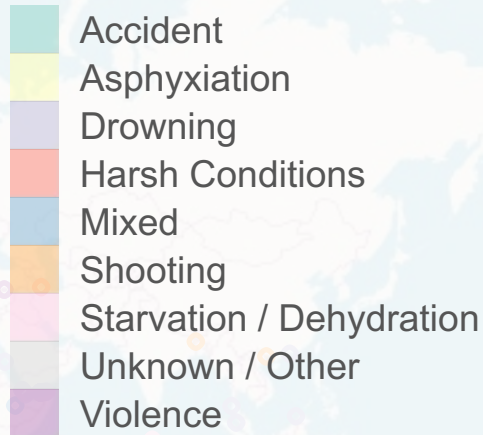 Accident
Asphyxiation
Drowning
Harsh Conditions
Mixed
Shooting
Starvation / Dehydration
Unknown / Other
Violence